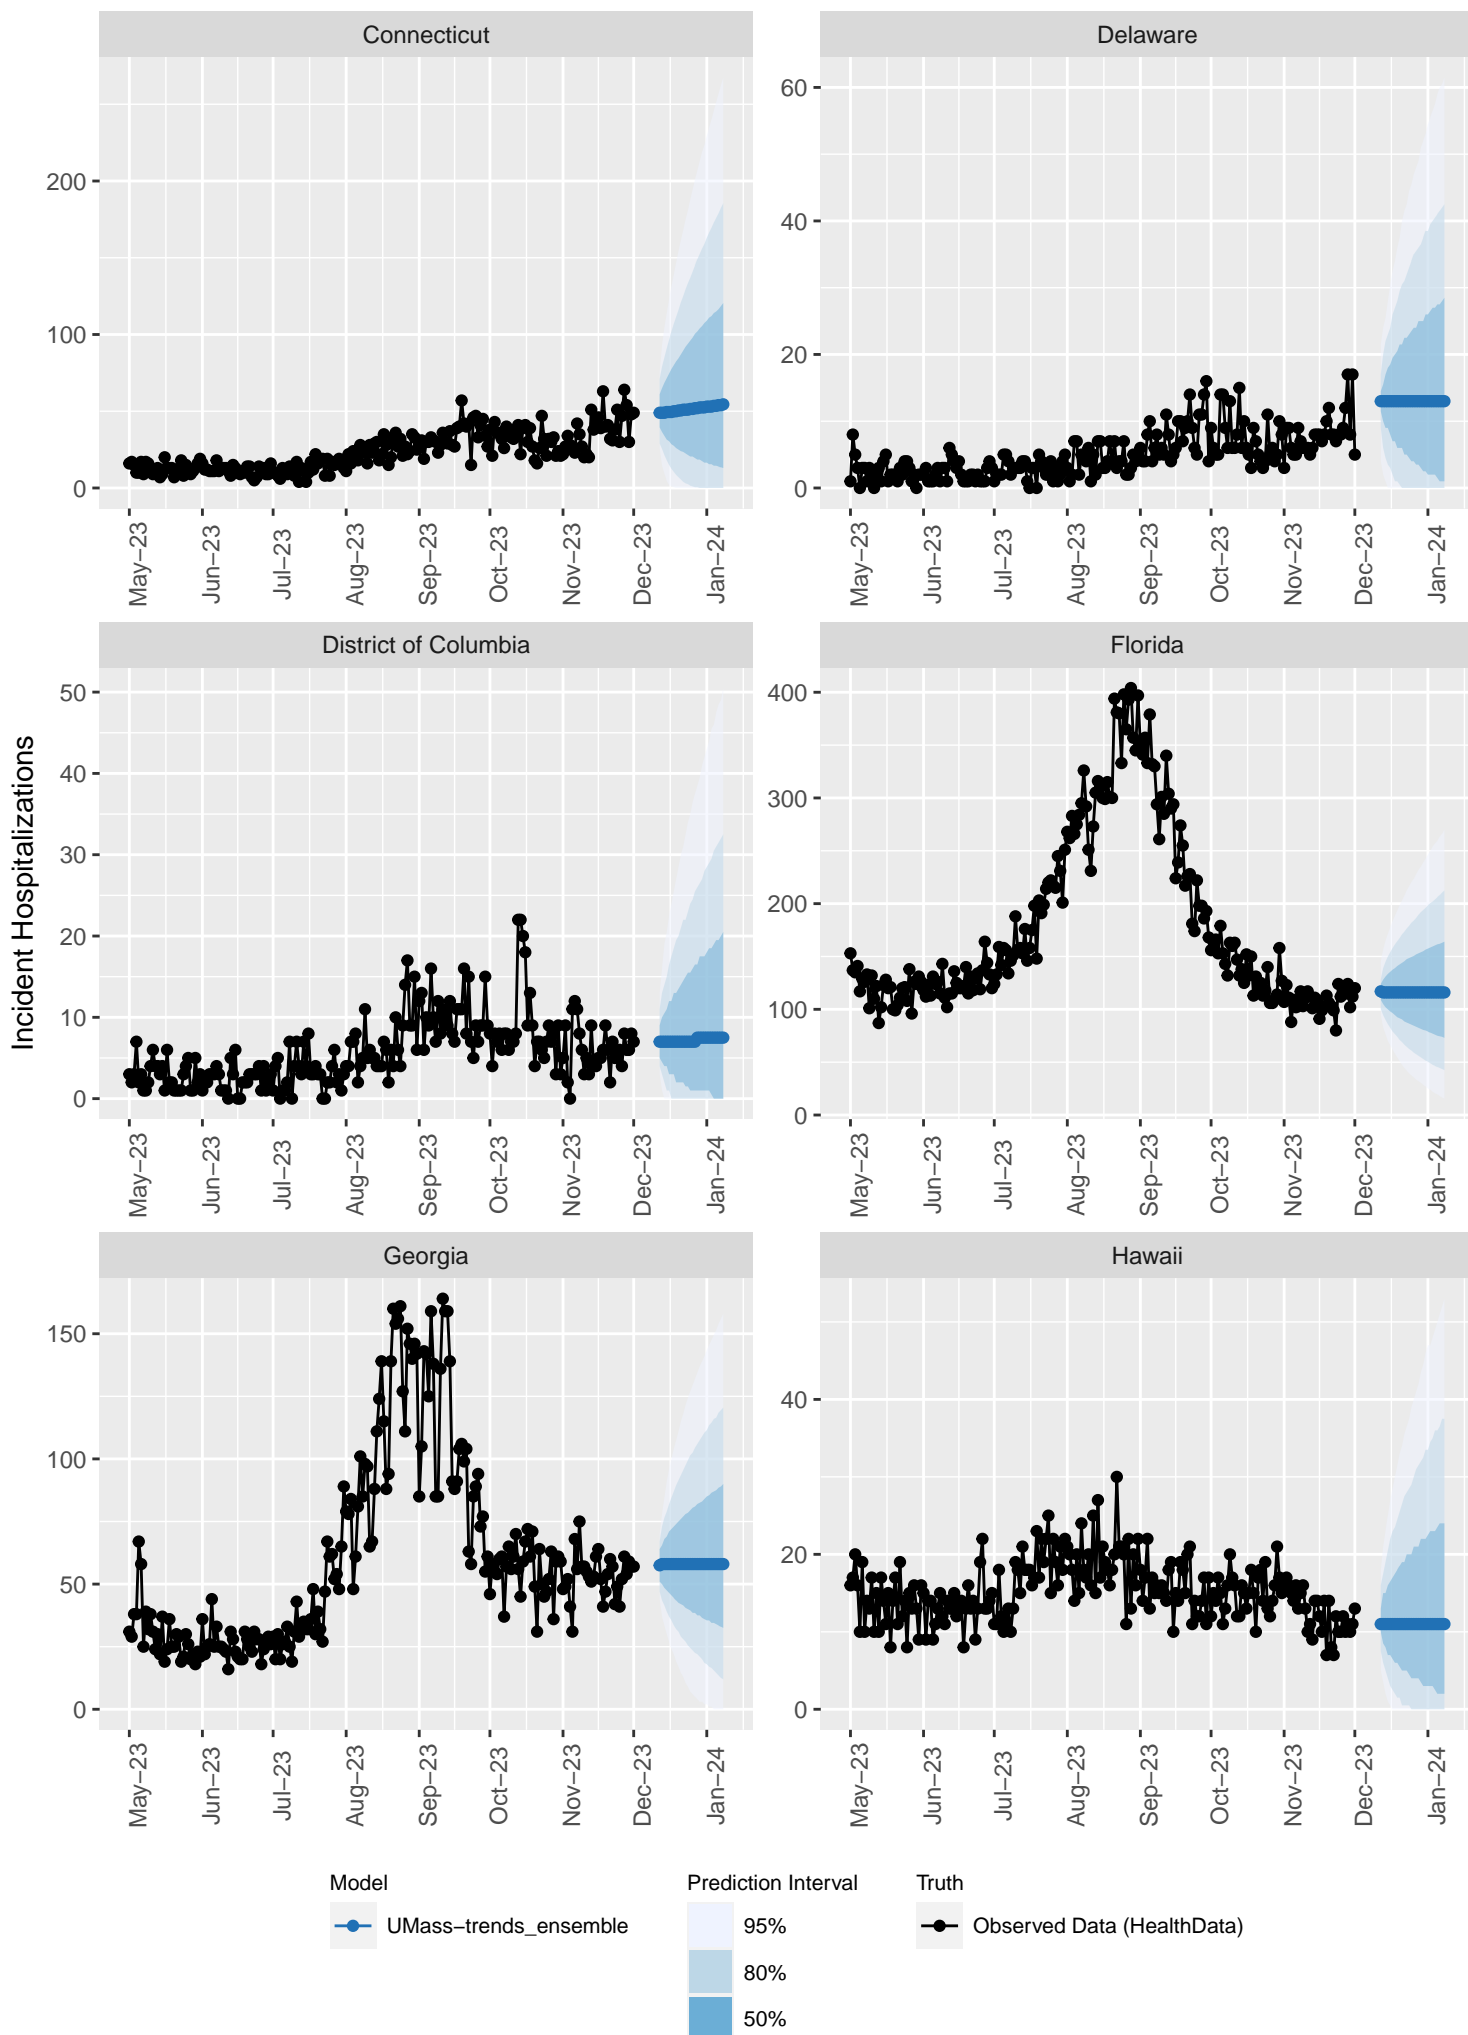 Connecticut
Delaware
200
100
0
60
40
20
0
May−23 Jun−23 Jul−23 Aug−23 Sep−23 Oct−23 Nov−23 Dec−23 Jan−24
May−23 Jun−23 Jul−23 Aug−23 Sep−23 Oct−23 Nov−23 Dec−23 Jan−24
District of Columbia
Florida
Incident Hospitalizations
50
40
30
20
10
0
400
300
200
100
0
May−23 Jun−23 Jul−23 Aug−23 Sep−23 Oct−23 Nov−23 Dec−23 Jan−24
May−23 Jun−23 Jul−23 Aug−23 Sep−23 Oct−23 Nov−23 Dec−23 Jan−24
Georgia
Hawaii
150
100
50
0
40
20
0
May−23 Jun−23 Jul−23 Aug−23 Sep−23 Oct−23 Nov−23 Dec−23 Jan−24
May−23 Jun−23 Jul−23 Aug−23 Sep−23 Oct−23 Nov−23 Dec−23 Jan−24
Model
UMass−trends_ensemble
Prediction Interval
95%
80%
50%
Truth
Observed Data (HealthData)